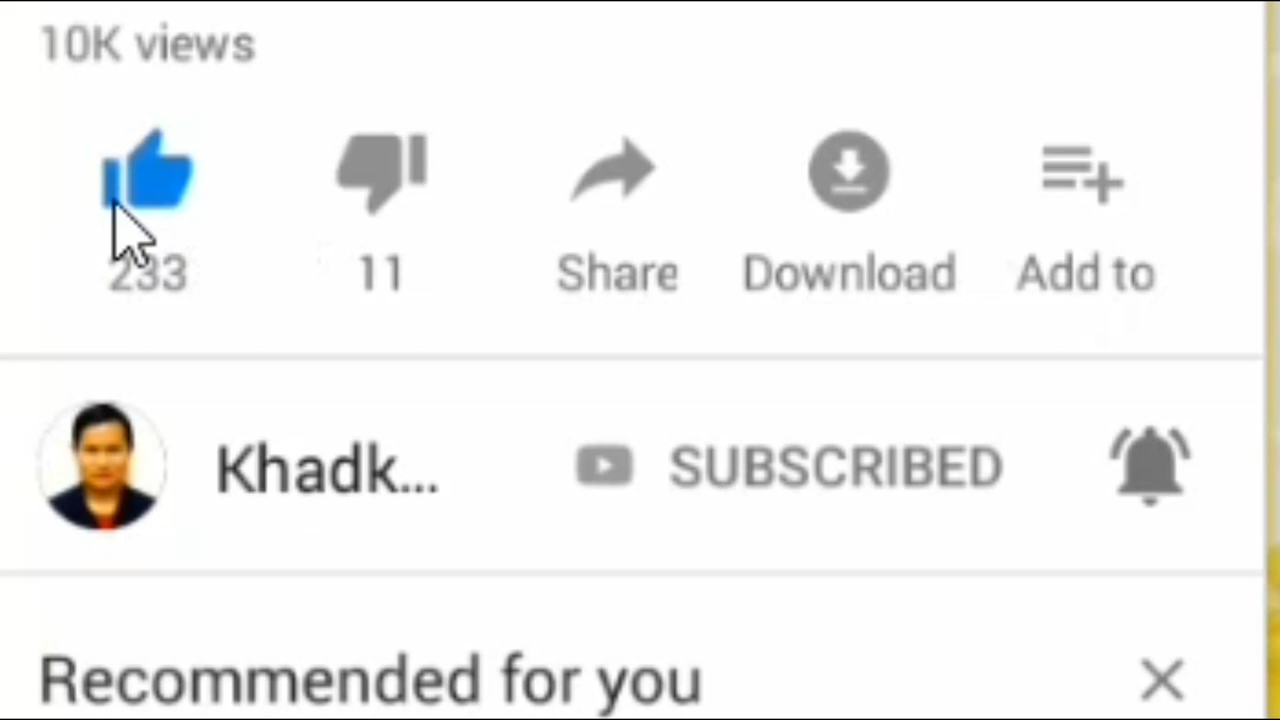 10K views
233 11 Share Download Add to
Khadk... SUBSCRIBED
Recommended for you